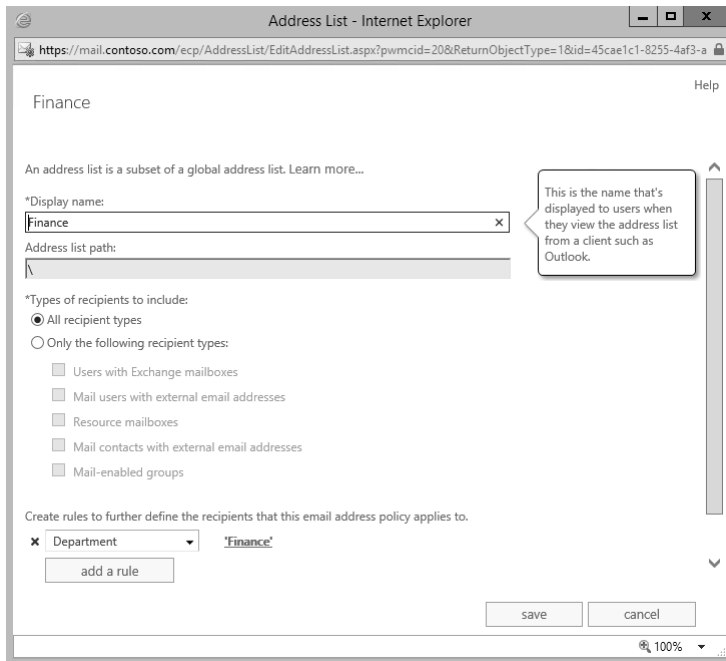 Address List - Internet Explorer
https://mail.contoso.com/ecp/AddressList/EditAddressList.aspx?pwmcid=20&ReturnObjectType=1&id=45cae1c1-8255-4af3-a
Help
Finance
An address list is a subset of a global address list. Learn more...
*Display name:
Finance
This is the name that's
displayed to users when
they view the address list
from a client such as
Outlook.
Address list path:
\
*Types of recipients to include:
All recipient types
Only the following recipient types:
Users with Exchange mailboxes
Mail users with external email addresses
Resource mailboxes
Mail contacts with external email addresses
Mail-enabled groups
Create rules to further define the recipients that this email address policy applies to.
Department 'Finance'
add a rule
save cancel
100%